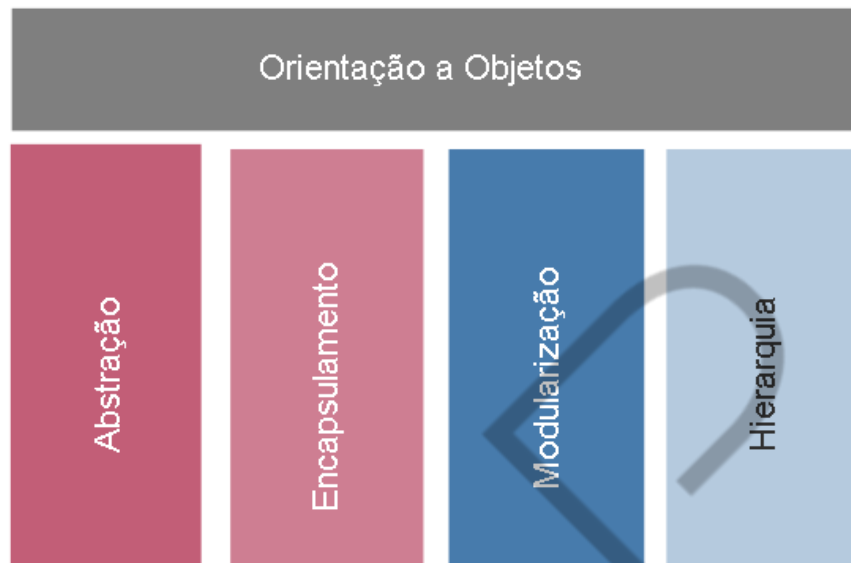 Orientação a Objetos
Abstração
Encapsulamento
Modularização
Hierarquia